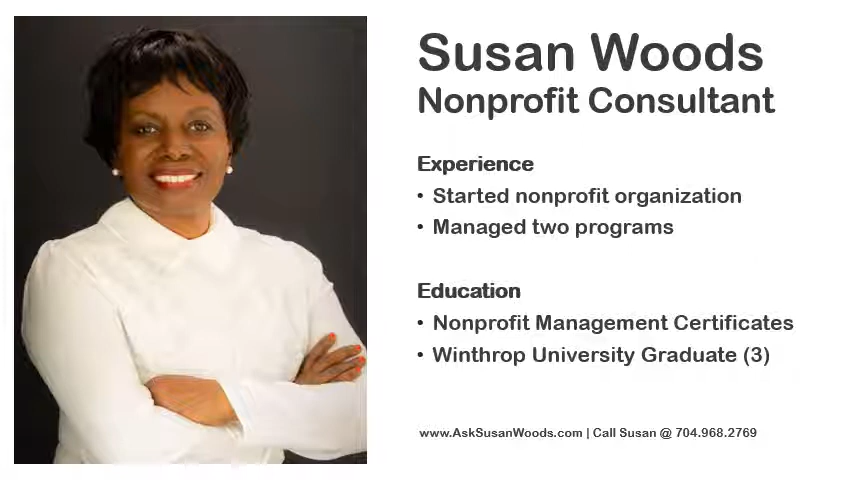 Susan Woods
Nonprofit Consultant
Experience
• Started nonprofit organization
• Managed two programs
Education
• Nonprofit Management Certificates
• Winthrop University Graduate (3)
www.AskSusanWoods.com | Call Susan @ 704.968.2769